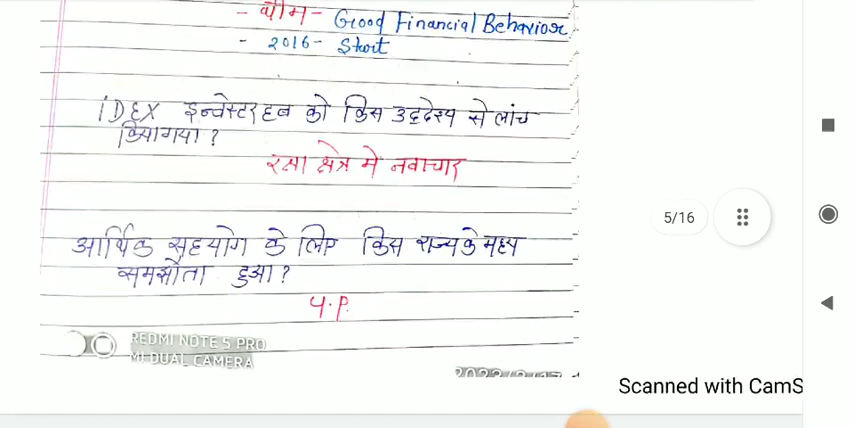 - थीम - Good Financial Behavior
- 2016 - Start
iDEX इन्वेस्टर हब को किस उद्देश्य से लांच
किया गया ?
रक्षा क्षेत्र मे नवाचार
5/16
आर्थिक सहयोग के लिए किस राज्य के मध्य
समझौता हुआ ?
U.P.
REDMI NOTE 5 PRO
MI DUAL CAMERA
Scanned with CamS